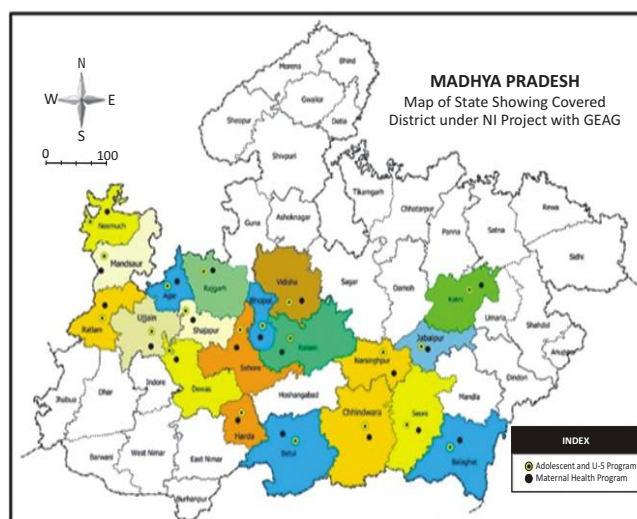 MADHYA PRADESH
Map of State Showing Covered
District under NI Project with GEAG
N
W E
S
0 100
Morena
Bhind
Gwalior
Datia
Sheopur
Shivpuri
Tikamgarh
Chhotarpur
Panna
Satna
Rewa
Sidhi
Guna
Ashoknagar
Neemuch
Mandsaur
Agar
Rajgarh
Vidisha
Sagar
Damoh
Katni
Umaria
Shahdol
Ratlam
Ujjain
Shajapur
Bhopal
Raisen
Jabalpur
Sehore
Narsinghpur
Dindori
Jhabua
Dhar
Indore
Dewas
Hoshangabad
Mandla
Harda
Chhindwara
Seoni
Barwani
West Nimar
East Nimar
Betul
Balaghat
Burhanpur
INDEX
Adolescent and U-5 Program
Maternal Health Program